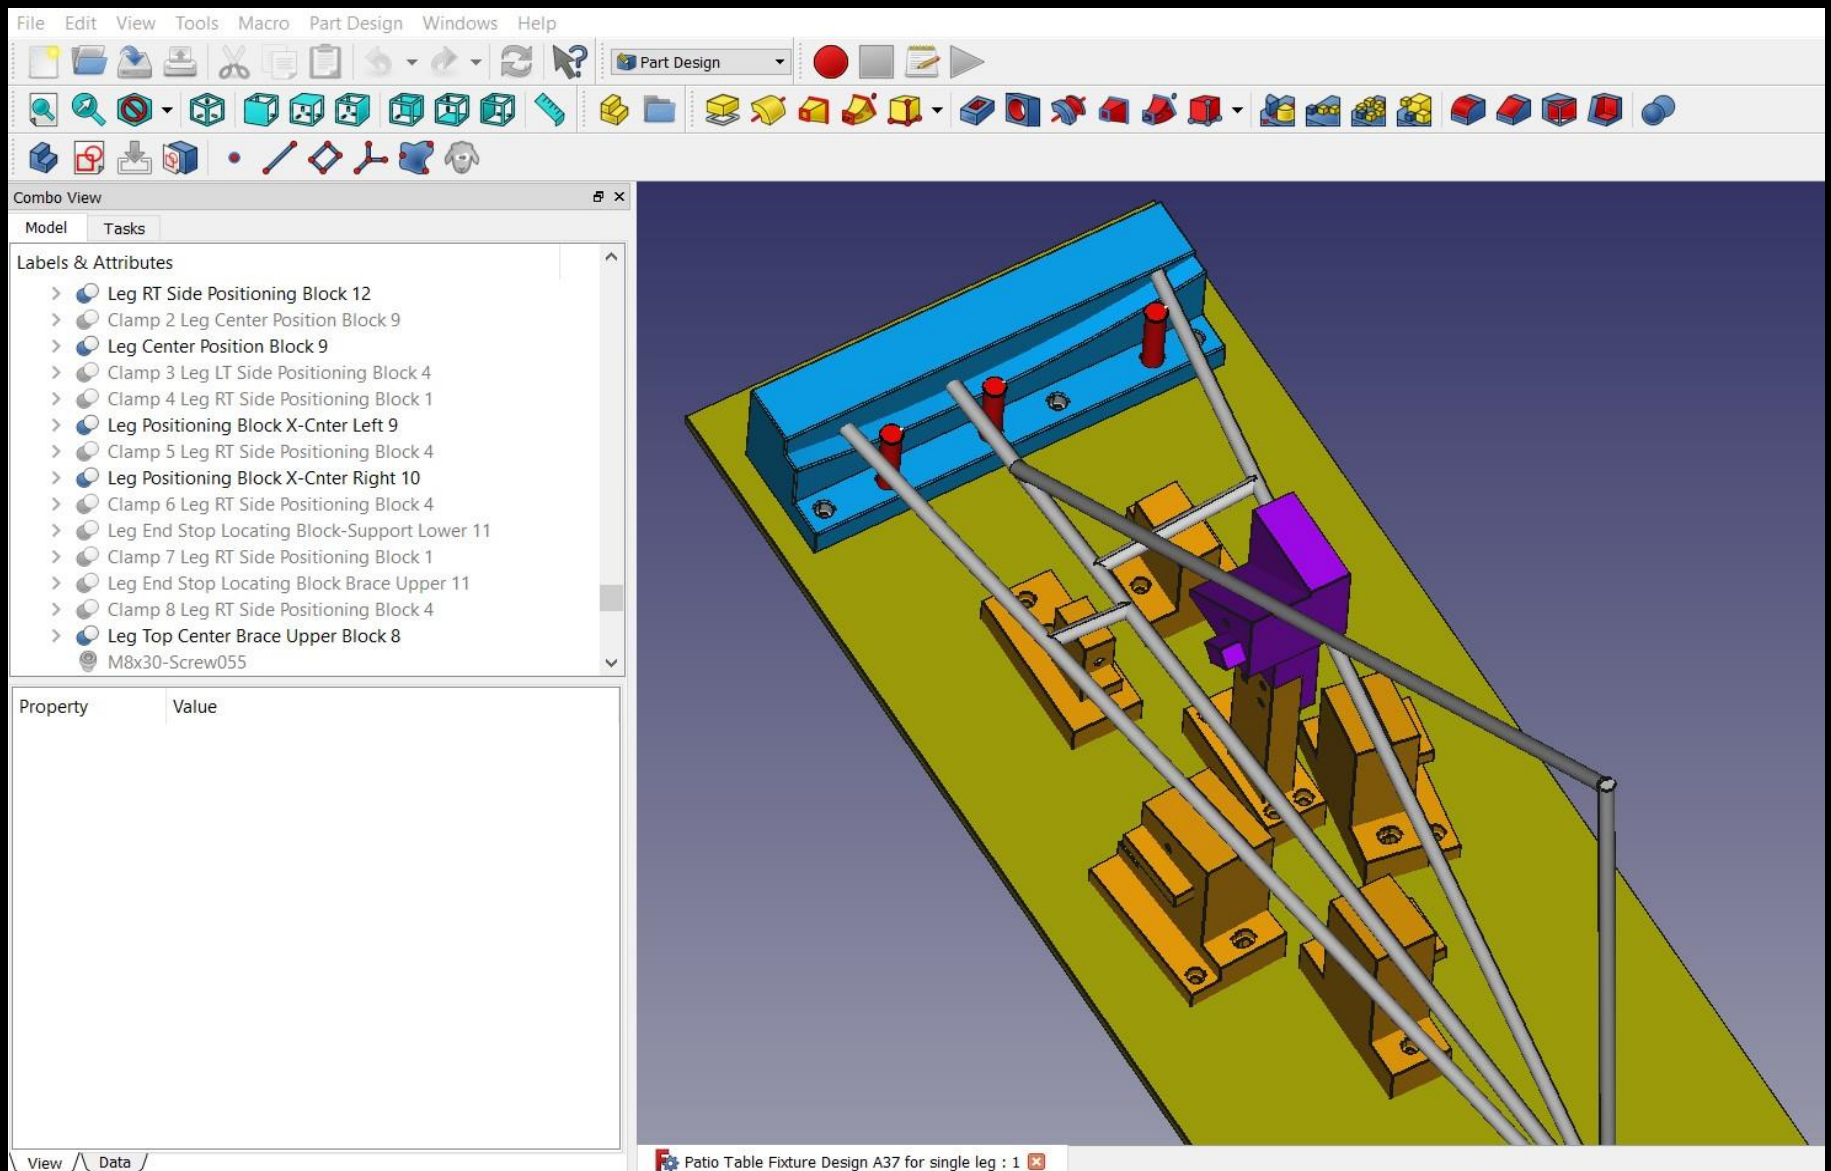 File Edit View Tools Macro Part Design Windows Help
Part Design
Combo View
Model Tasks
Labels & Attributes
Leg RT Side Positioning Block 12
Clamp 2 Leg Center Position Block 9
Leg Center Position Block 9
Clamp 3 Leg LT Side Positioning Block 4
Clamp 4 Leg RT Side Positioning Block 1
Leg Positioning Block X-Cnter Left 9
Clamp 5 Leg RT Side Positioning Block 4
Leg Positioning Block X-Cnter Right 10
Clamp 6 Leg RT Side Positioning Block 4
Leg End Stop Locating Block-Support Lower 11
Clamp 7 Leg RT Side Positioning Block 1
Leg End Stop Locating Block Brace Upper 11
Clamp 8 Leg RT Side Positioning Block 4
Leg Top Center Brace Upper Block 8
M8x30-Screw055
Property Value
View Data
Patio Table Fixture Design A37 for single leg : 1